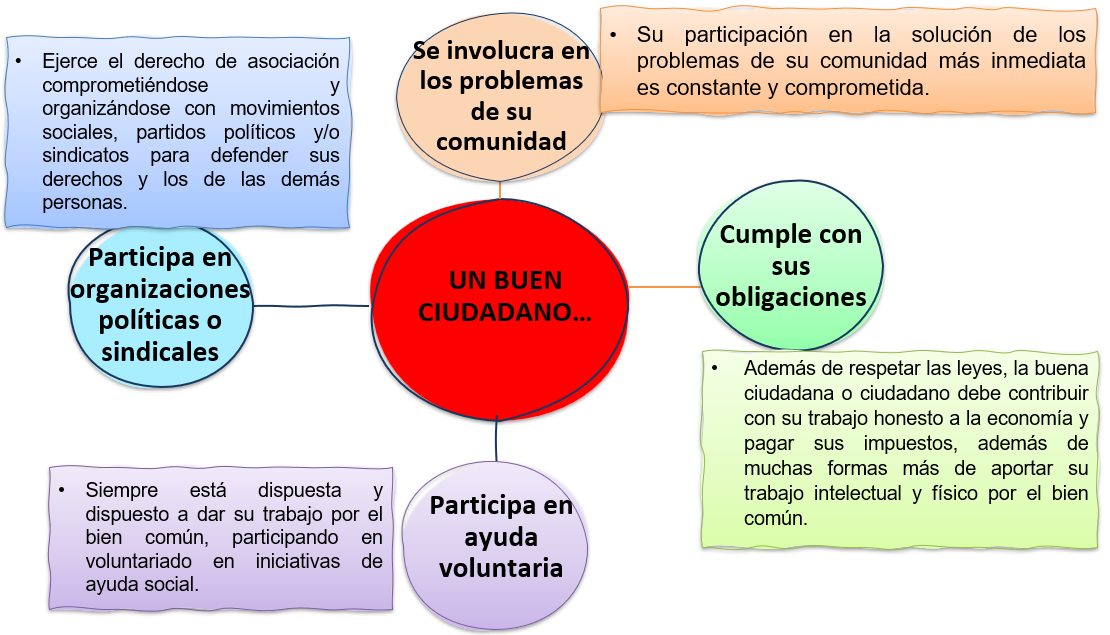 Se involucra en
los problemas
de su
comunidad
• Su participación en la solución de los
problemas de su comunidad más inmediata
es constante y comprometida.
• Ejerce el derecho de asociación
comprometiéndose y
organizándose con movimientos
sociales, partidos políticos y/o
sindicatos para defender sus
derechos y los de las demás
personas.
Participa en
organizaciones
políticas o
sindicales
UN BUEN
CIUDADANO...
Cumple con
sus
obligaciones
• Además de respetar las leyes, la buena
ciudadana o ciudadano debe contribuir
con su trabajo honesto a la economía y
pagar sus impuestos, además de
muchas formas más de aportar su
trabajo intelectual y físico por el bien
común.
• Siempre está dispuesta y
dispuesto a dar su trabajo por el
bien común, participando en
voluntariado en iniciativas de
ayuda social.
Participa en
ayuda
voluntaria